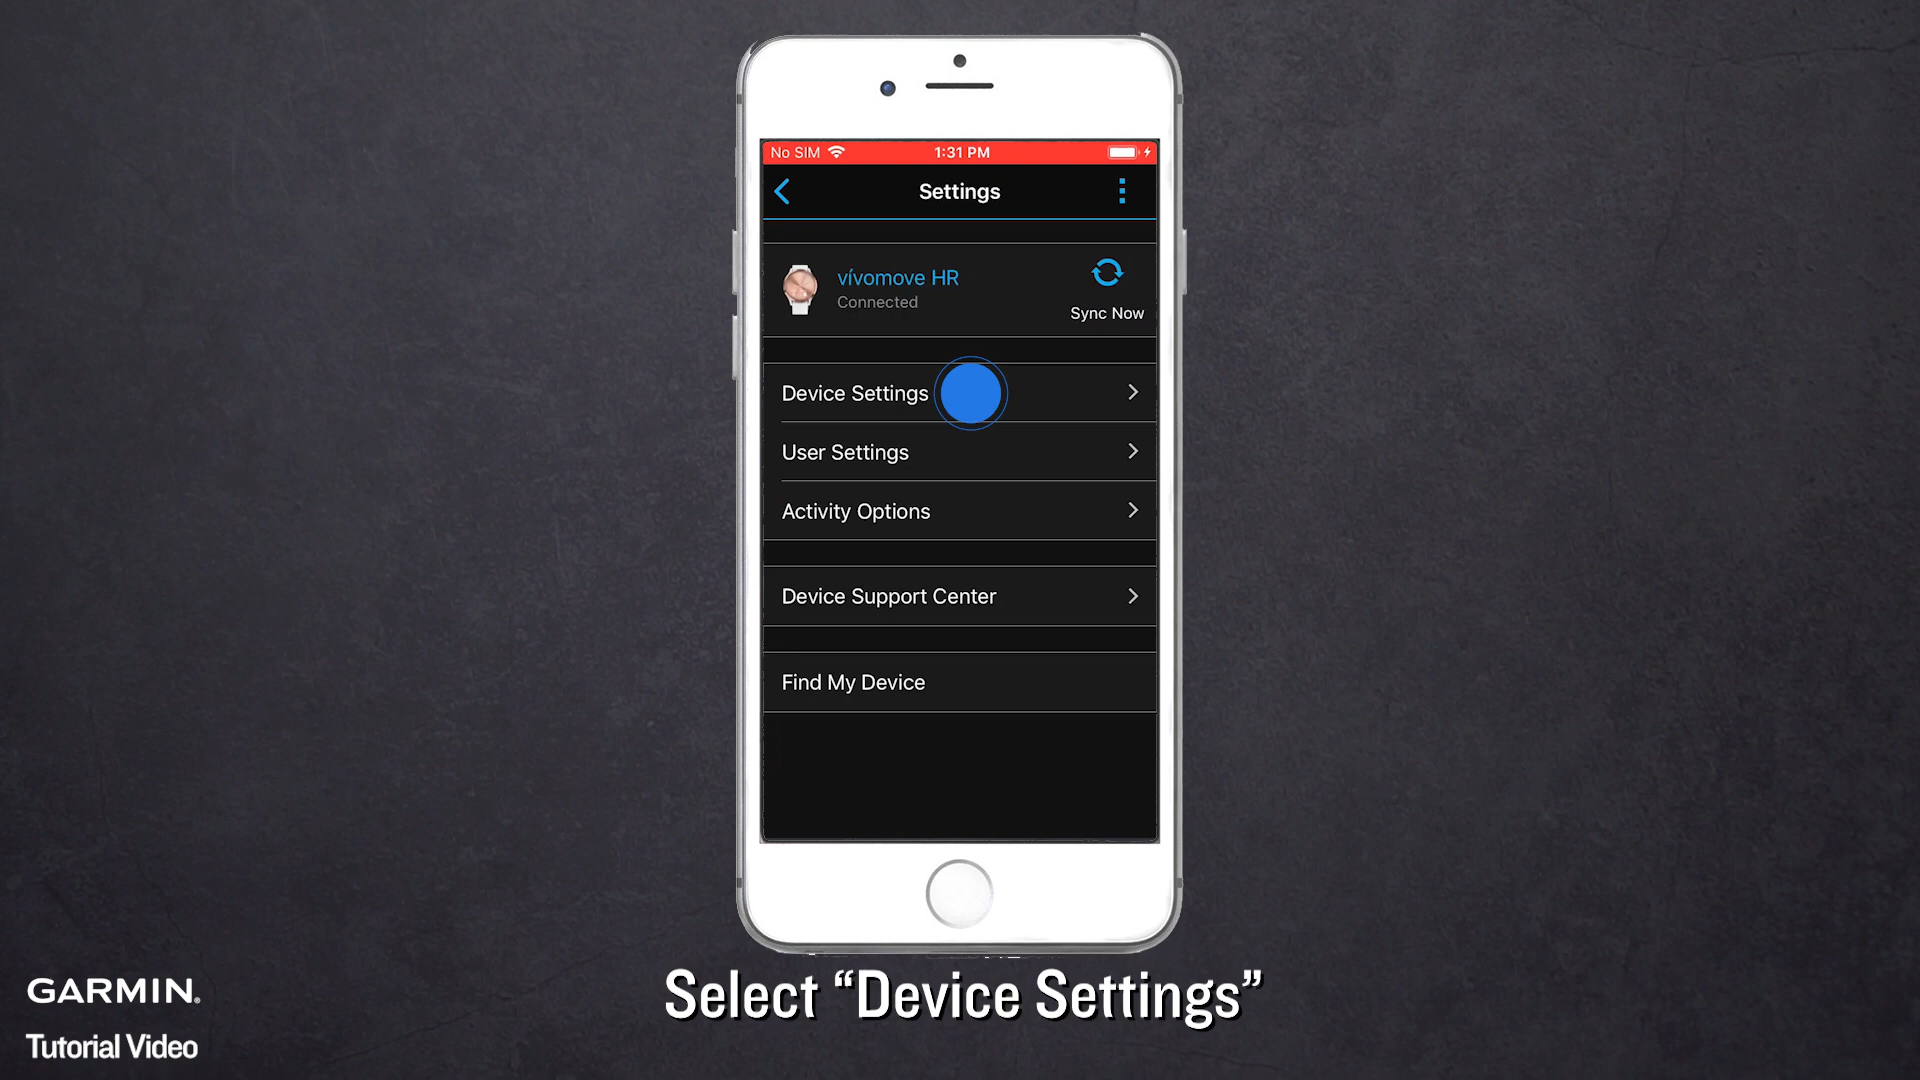 No SIM 1:31 PM
Settings
vívomove HR
Connected
Sync Now
Device Settings
User Settings
Activity Options
Device Support Center
Find My Device
Select “Device Settings”
GARMIN.
Tutorial Video